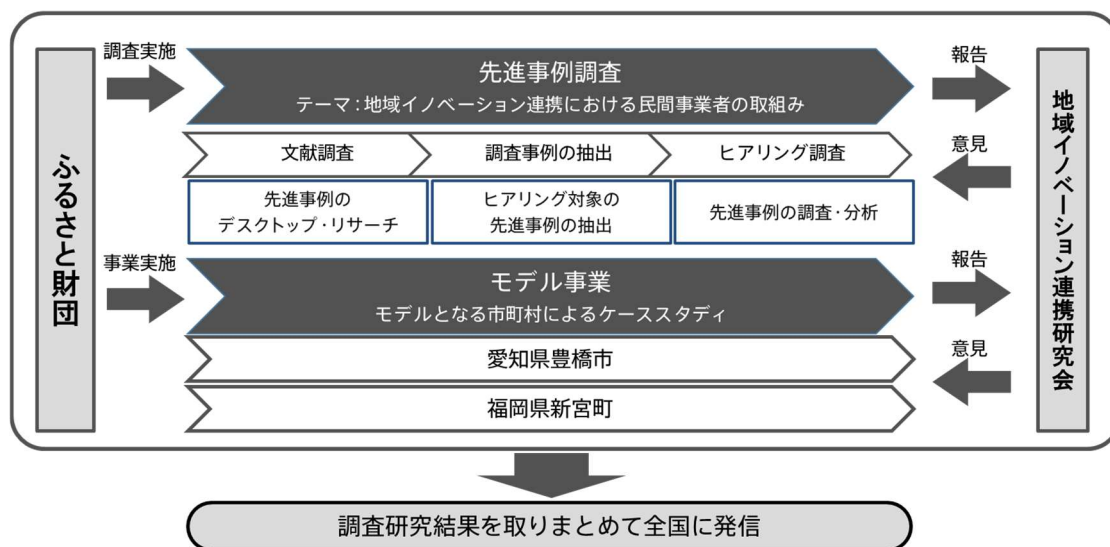 ふるさと財団
調査実施
先進事例調査
テーマ：地域イノベーション連携における民間事業者の取組み
報告
文献調査
調査事例の抽出
ヒアリング調査
意見
先進事例の
デスクトップ・リサーチ
ヒアリング対象の
先進事例の抽出
先進事例の調査・分析
事業実施
モデル事業
モデルとなる市町村によるケーススタディ
報告
愛知県豊橋市
意見
福岡県新宮町
地域イノベーション連携研究会
調査研究結果を取りまとめて全国に発信